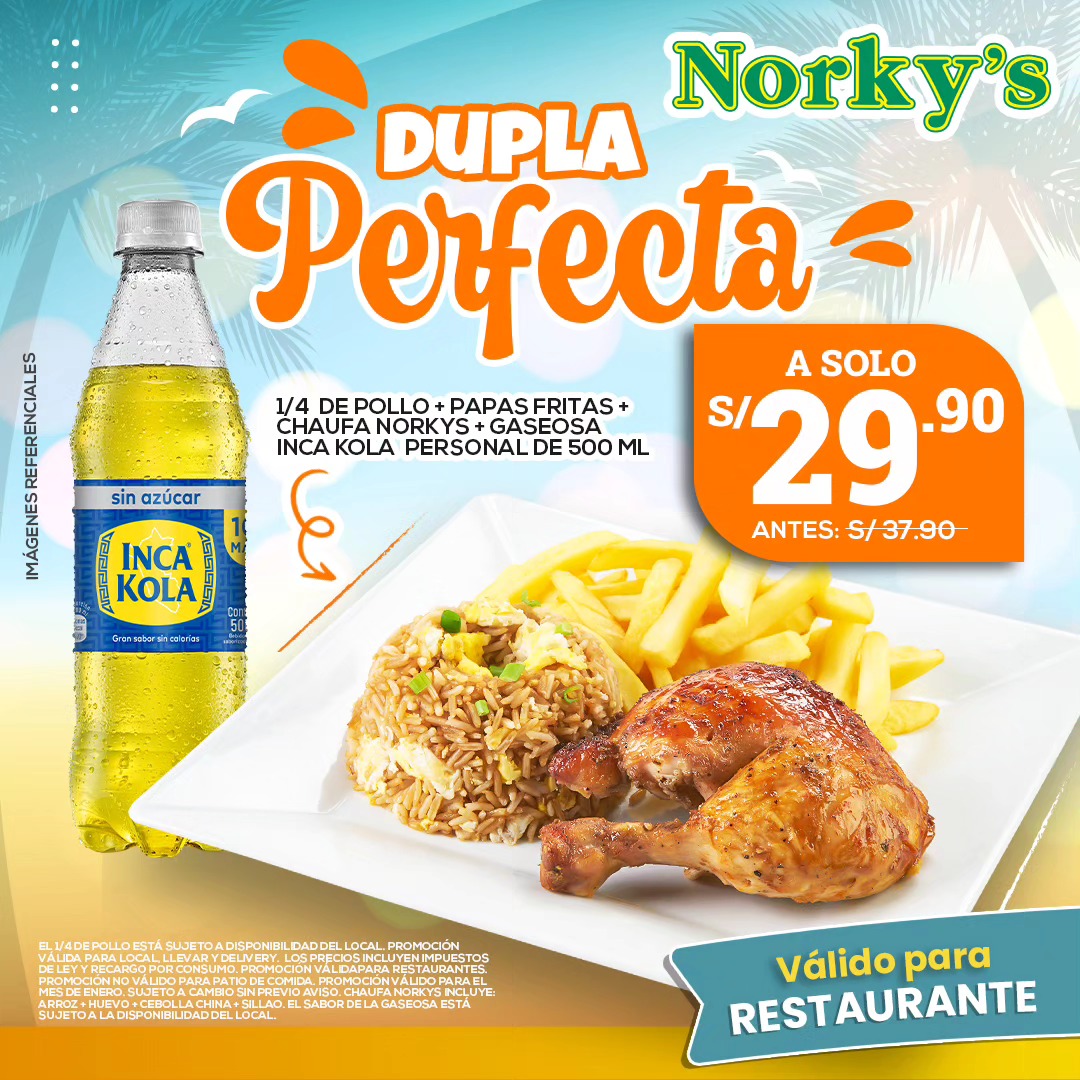 Norky's
DUPLA
Perfecta
A SOLO
S/29.90
ANTES: S/ 37.90
1/4 DE POLLO + PAPAS FRITAS +
CHAUFA NORKYS + GASEOSA
INCA KOLA PERSONAL DE 500 ML
IMÁGENES REFERENCIALES
sin azúcar
INCA
KOLA
Gran sabor sin calorías
EL 1/4 DE POLLO ESTÁ SUJETO A DISPONIBILIDAD DEL LOCAL. PROMOCIÓN
VÁLIDA PARA LOCAL, LLEVAR Y DELIVERY. LOS PRECIOS INCLUYEN IMPUESTOS
DE LEY Y RECARGO POR CONSUMO. PROMOCIÓN VÁLIDAPARA RESTAURANTES.
PROMOCIÓN NO VÁLIDO PARA PATIO DE COMIDA. PROMOCIÓN VÁLIDO PARA EL
MES DE ENERO. SUJETO A CAMBIO SIN PREVIO AVISO. CHAUFA NORKYS INCLUYE:
ARROZ + HUEVO + CEBOLLA CHINA + SILLAO. EL SABOR DE LA GASEOSA ESTÁ
SUJETO A LA DISPONIBILIDAD DEL LOCAL.
Válido para
RESTAURANTE